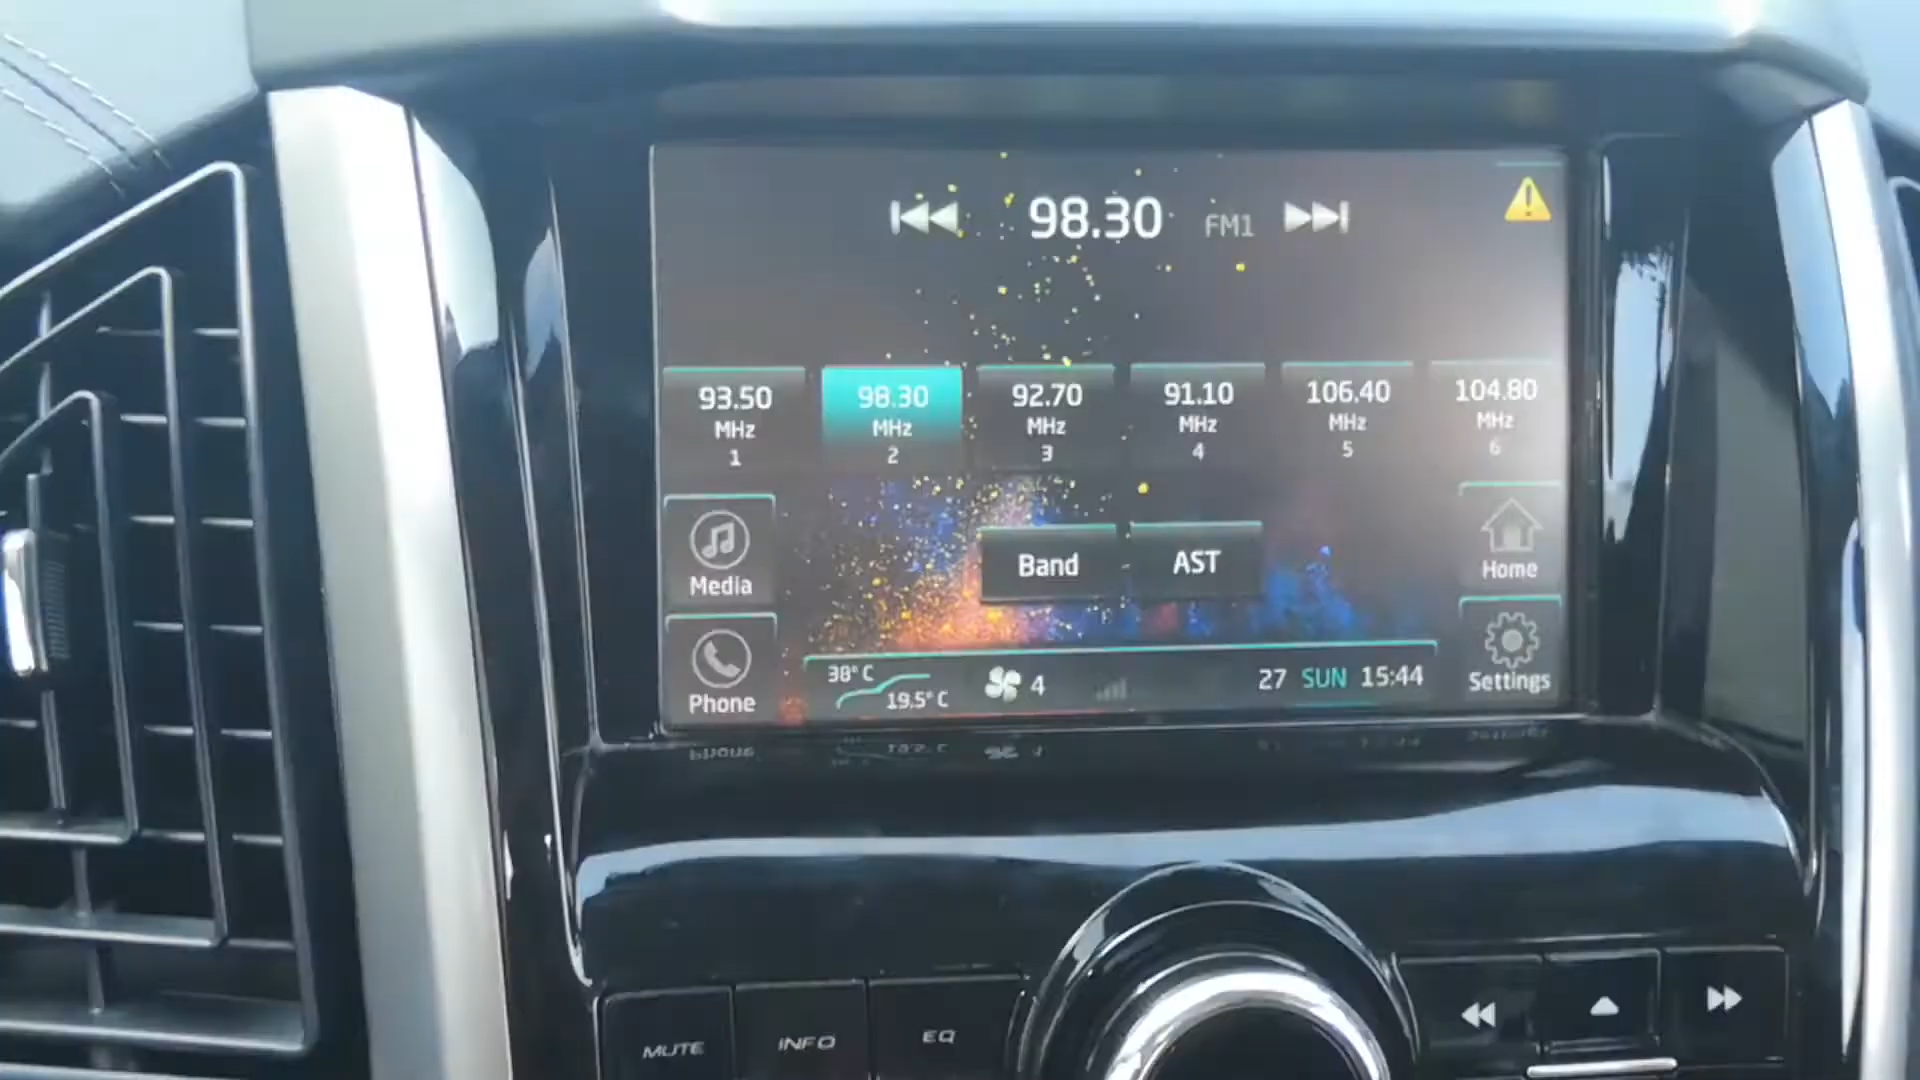 98.30 FM1
93.50 98.30 92.70 91.10 106.40 104.80
MHz MHz MHz MHz MHz MHz
1 2 3 4 5 6
Band AST
Media
Home
Phone
Settings
38°C
19.5°C
4
27 SUN 15:44
MUTE INFO EQ